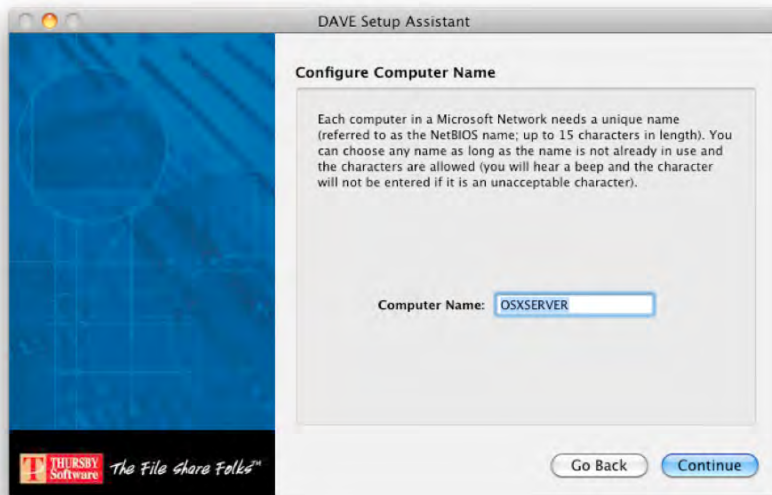 DAVE Setup Assistant
Configure Computer Name
Each computer in a Microsoft Network needs a unique name
(referred to as the NetBIOS name; up to 15 characters in length). You
can choose any name as long as the name is not already in use and
the characters are allowed (you will hear a beep and the character
will not be entered if it is an unacceptable character).
Computer Name: OSXSERVER
THURSBY
Software
The File Share Folks™
Go Back
Continue